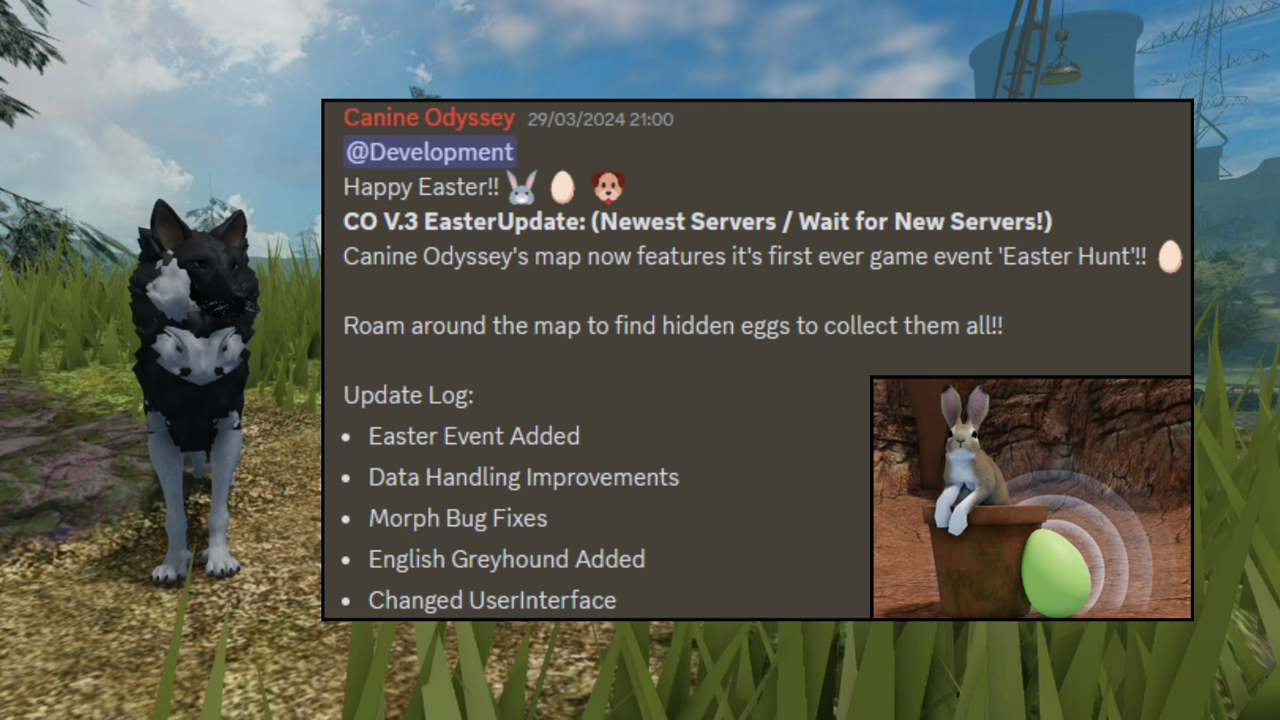 Canine Odyssey 29/03/2024 21:00
@Development
Happy Easter!! 🐰 🥚 🐶
CO V.3 EasterUpdate: (Newest Servers / Wait for New Servers!)
Canine Odyssey's map now features it's first ever game event 'Easter Hunt'!! 🥚
Roam around the map to find hidden eggs to collect them all!!
Update Log:
• Easter Event Added
• Data Handling Improvements
• Morph Bug Fixes
• English Greyhound Added
• Changed UserInterface